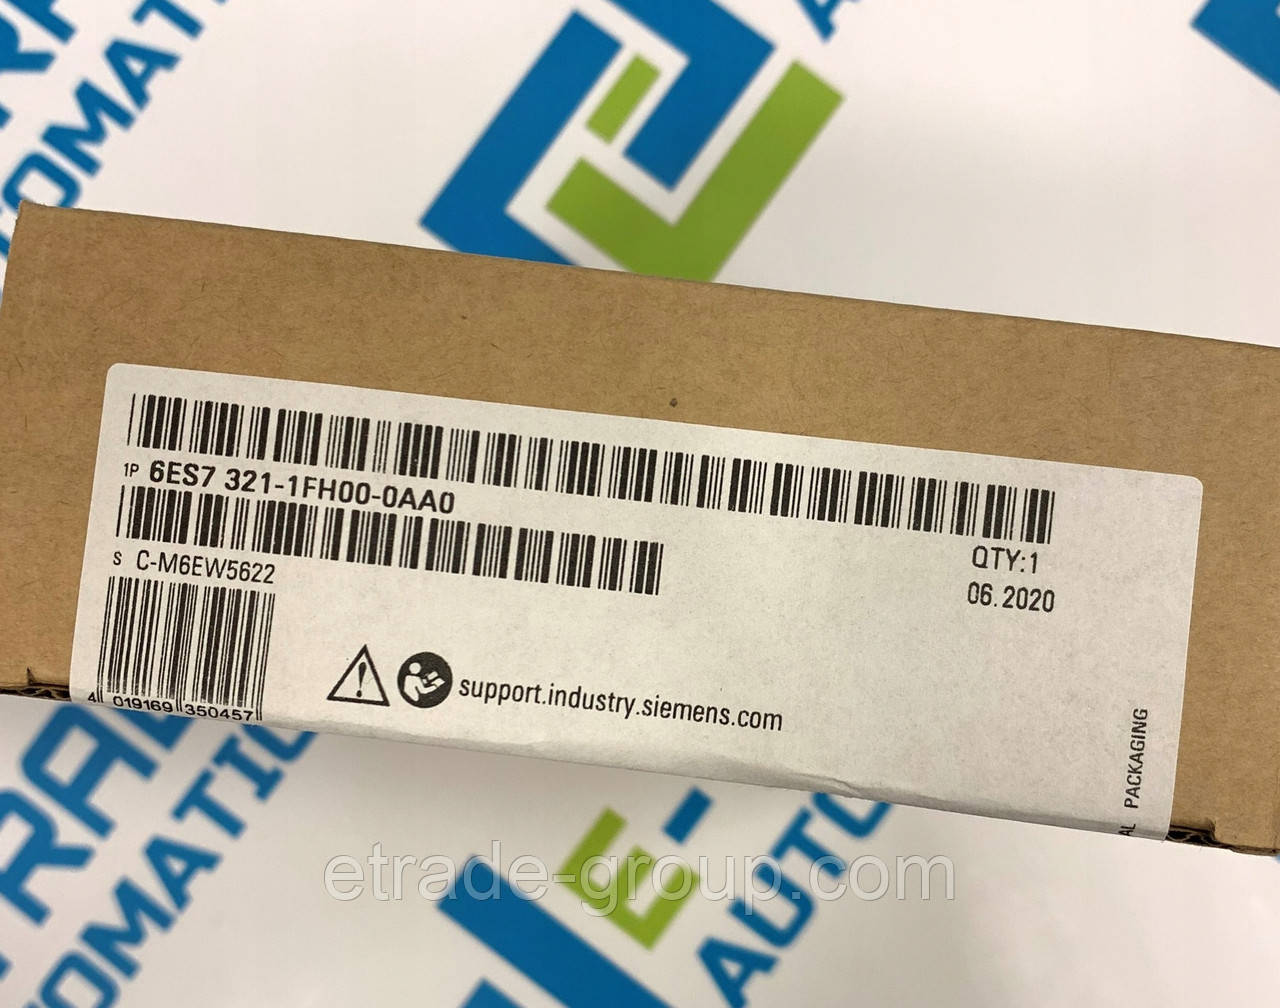 1P 6ES7 321-1FH00-0AA0
S C-M6EW5622
QTY:1
06.2020
4 019169 350457
support.industry.siemens.com
PACKAGING
etrade-group.com